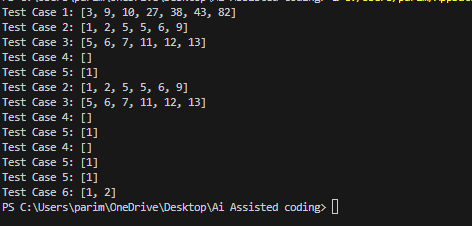 Test Case 1: [3, 9, 10, 27, 38, 43, 82]
Test Case 2: [1, 2, 5, 5, 6, 9]
Test Case 3: [5, 6, 7, 11, 12, 13]
Test Case 4: []
Test Case 5: [1]
Test Case 2: [1, 2, 5, 5, 6, 9]
Test Case 3: [5, 6, 7, 11, 12, 13]
Test Case 4: []
Test Case 5: [1]
Test Case 4: []
Test Case 5: [1]
Test Case 5: [1]
Test Case 6: [1, 2]
PS C:\Users\parim\OneDrive\Desktop\Ai Assisted coding>